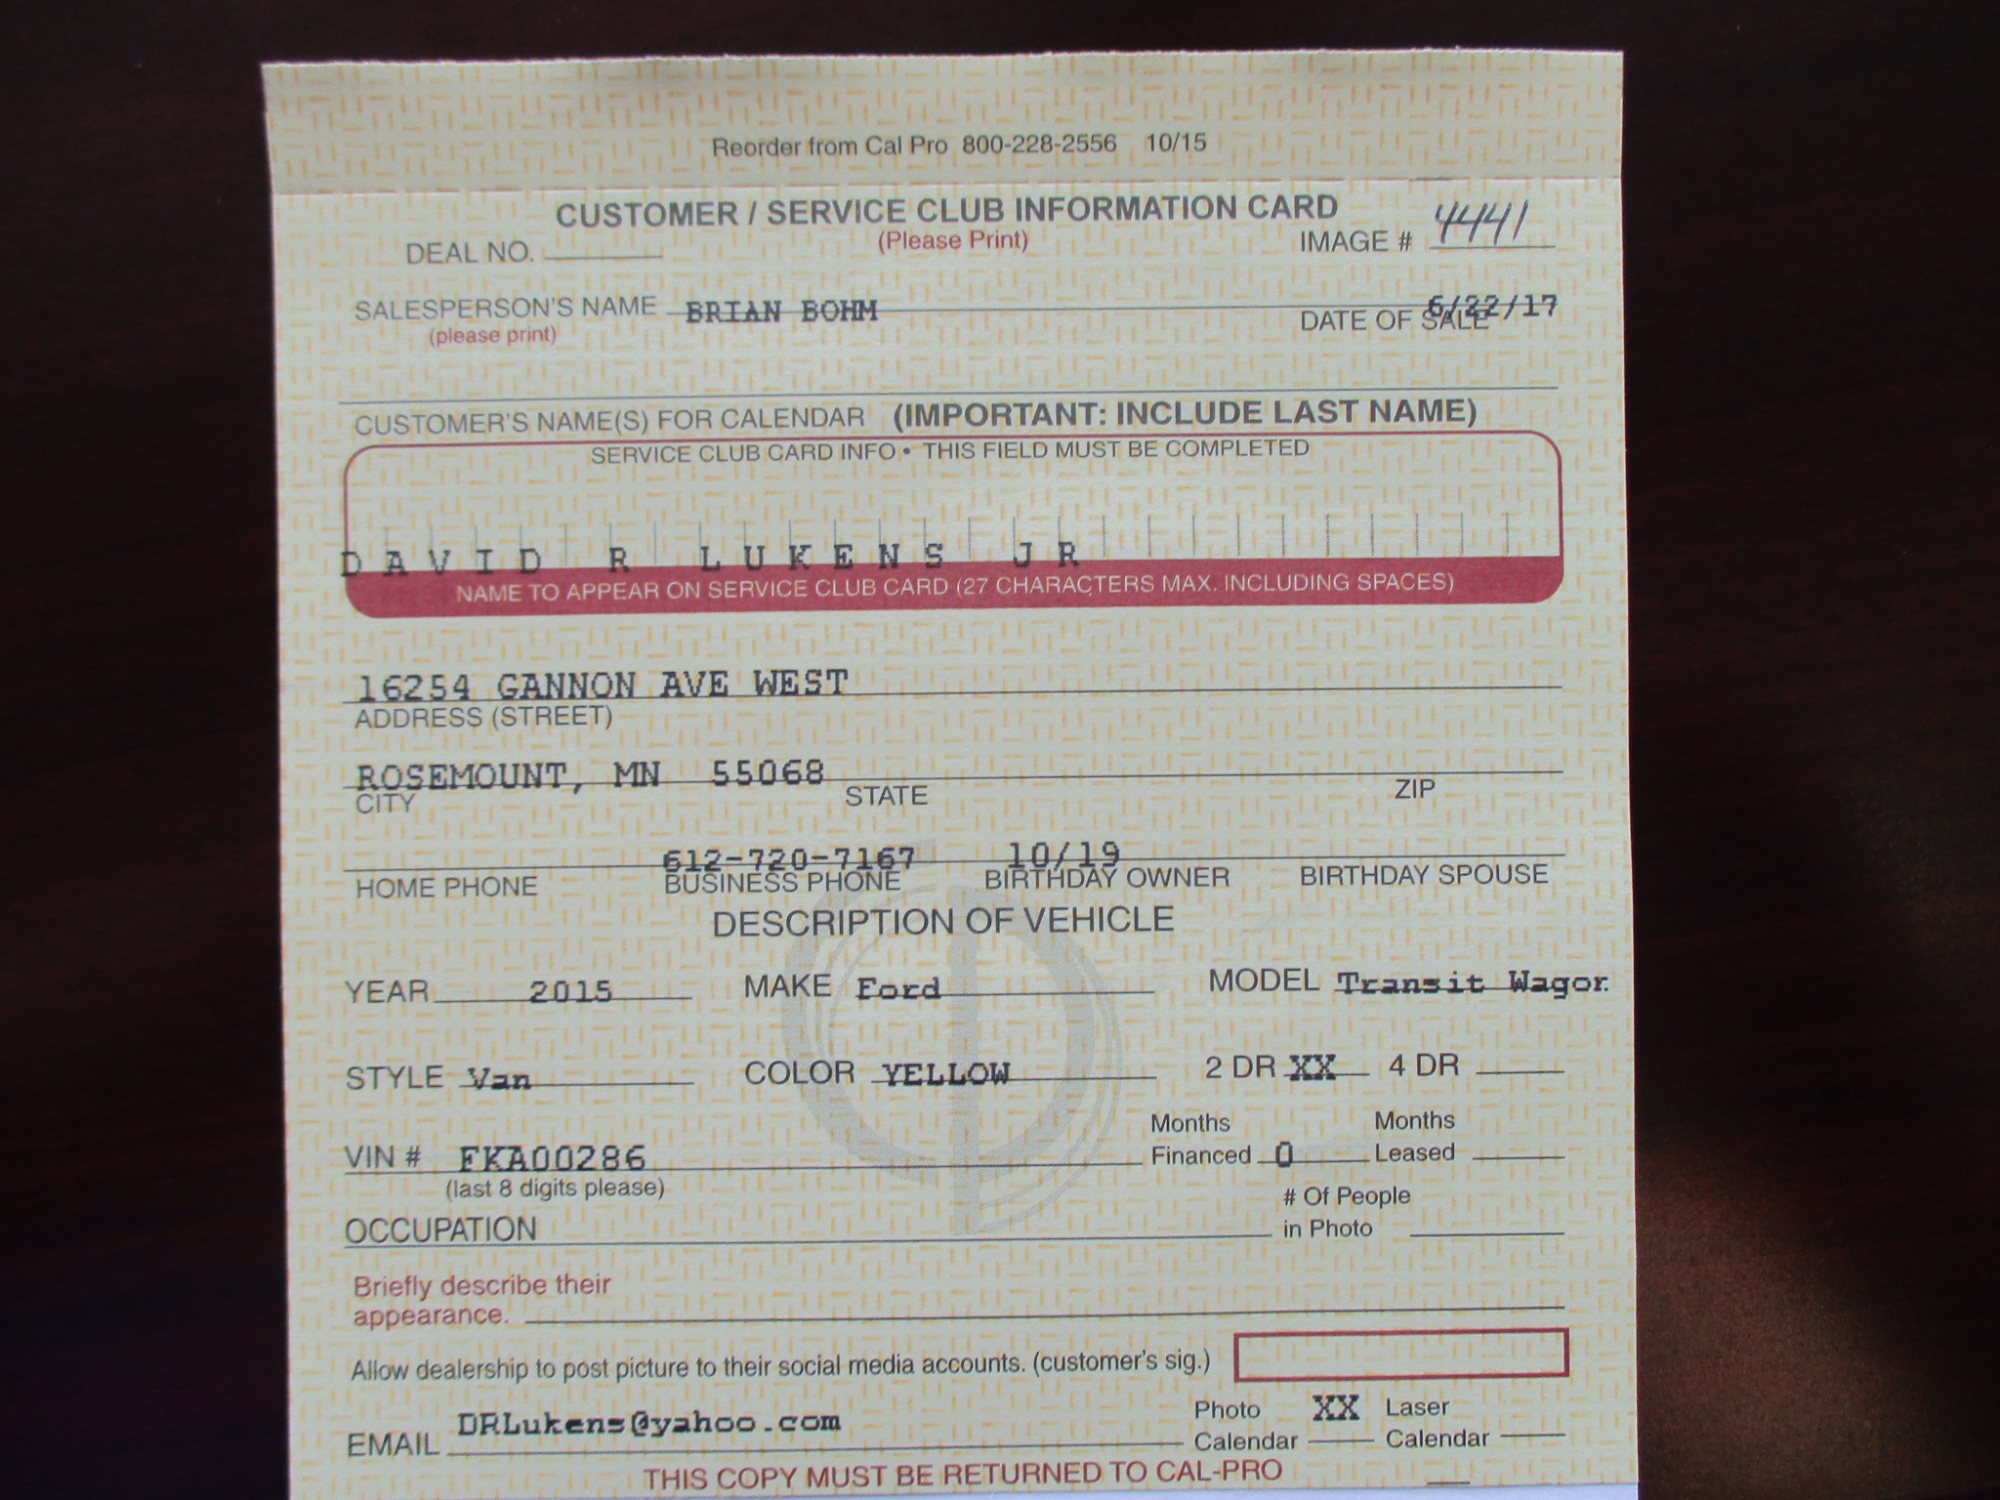 Reorder from Cal Pro 800-228-2556 10/15
CUSTOMER / SERVICE CLUB INFORMATION CARD
DEAL NO. (Please Print) IMAGE # 4441
SALESPERSON'S NAME BRIAN BOHM DATE OF SALE 6/22/17
(please print)
CUSTOMER'S NAME(S) FOR CALENDAR (IMPORTANT: INCLUDE LAST NAME)
SERVICE CLUB CARD INFO • THIS FIELD MUST BE COMPLETED
DAVID R LUKENS JR
NAME TO APPEAR ON SERVICE CLUB CARD (27 CHARACTERS MAX. INCLUDING SPACES)
16254 GANNON AVE WEST
ADDRESS (STREET)
ROSEMOUNT, MN 55068
CITY STATE ZIP
612-720-7167 10/19
HOME PHONE BUSINESS PHONE BIRTHDAY OWNER BIRTHDAY SPOUSE
DESCRIPTION OF VEHICLE
YEAR 2015 MAKE Ford MODEL Transit Wagon
STYLE Van COLOR YELLOW 2 DR XX 4 DR
VIN # FKA00286 Months Financed 0 Months Leased
(last 8 digits please)
OCCUPATION # Of People in Photo
Briefly describe their
appearance.
Allow dealership to post picture to their social media accounts. (customer's sig.)
EMAIL DRLukens@yahoo.com Photo Calendar XX Laser Calendar
THIS COPY MUST BE RETURNED TO CAL-PRO